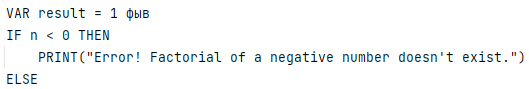 VAR result = 1 фыв
IF n < 0 THEN
    PRINT("Error! Factorial of a negative number doesn't exist.")
ELSE